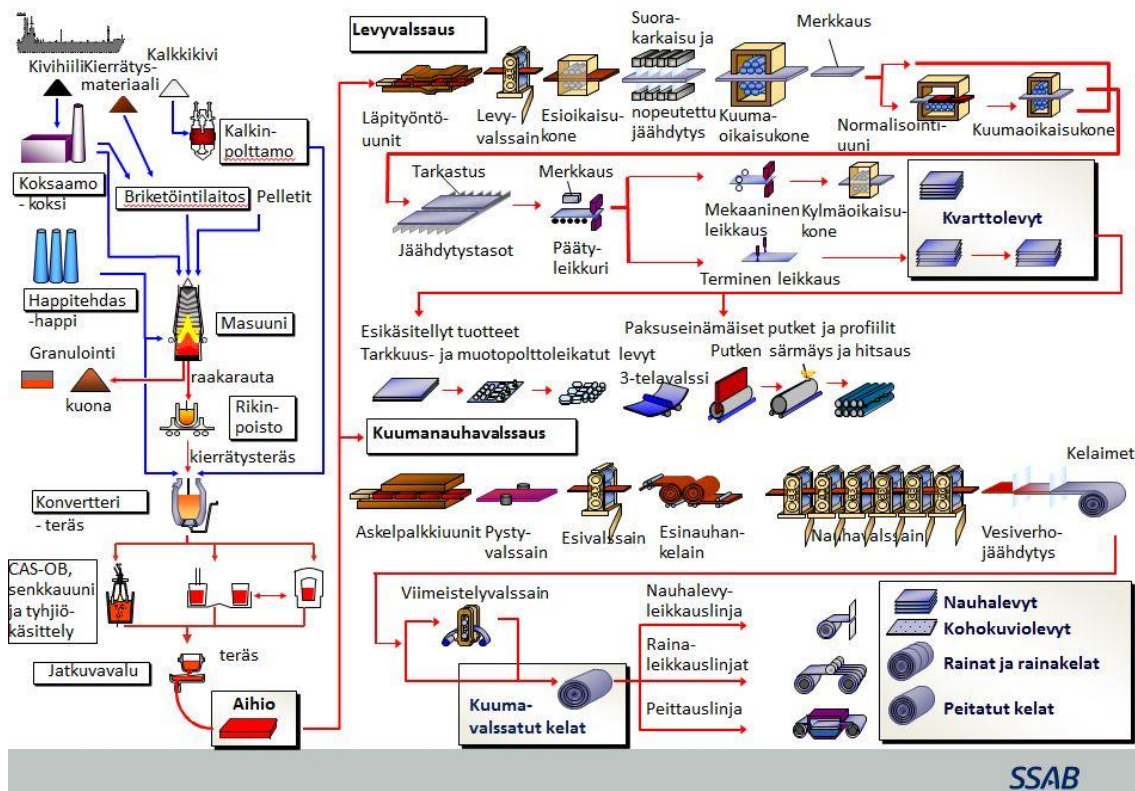 Kivihiili
Kierrätys-
materiaali
Kalkkikivi
Kalkin-
polttamo
Koksaamo
- koksi
Briketöintilaitos
Pelletit
Happitehdas
-happi
Masuuni
Granulointi
kuona
raakarauta
Rikin-
poisto
kierrätysteräs
Konvertteri
- teräs
CAS-OB,
senkkauuni
ja tyhjiö-
käsittely
Jatkuvavalu
teräs
Aihio
Levyvalssaus
Läpityöntö-
uunit
Levy-
valssain
Esioikaisu-
kone
Suora-
karkaisu ja
nopeutettu
jäähdytys
Kuuma-
oikaisukone
Merkkaus
Normalisointi-
uuni
Kuumaoikaisukone
Tarkastus
Jäähdytystasot
Merkkaus
Pääty-
leikkuri
Mekaaninen
leikkaus
Kylmäoikaisu-
kone
Terminen leikkaus
Kvarttolevyt
Esikäsitellyt tuotteet
Tarkkuus- ja muotopolttoleikatut levyt
Paksuseinämäiset putket ja profiilit
Putken särmäys ja hitsaus
3-telavalssi
Kuumanauhavalssaus
Askelpalkkiuunit
Pysty-
valssain
Esivalssain
Esinauhan-
kelain
Nauhavalssain
Vesiverho-
jäähdytys
Kelaimet
Viimeistelyvalssain
Kuuma-
valssatut kelat
Nauhalevy-
leikkauslinja
Raina-
leikkauslinjat
Peittauslinja
Nauhalevyt
Kohokuviolevyt
Rainat ja rainakelat
Peitatut kelat
SSAB